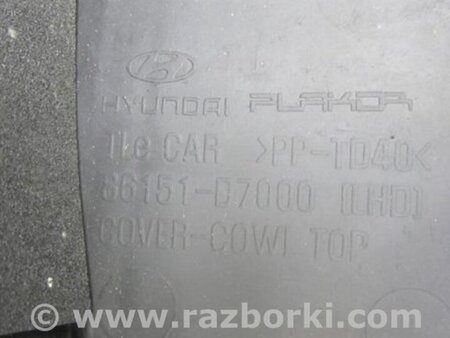 HYUNDAI PLAKOR
TLe CAR >PP-TD40<
86151-D7000 [LHD]
COVER-COWL TOP
www.razborki.com